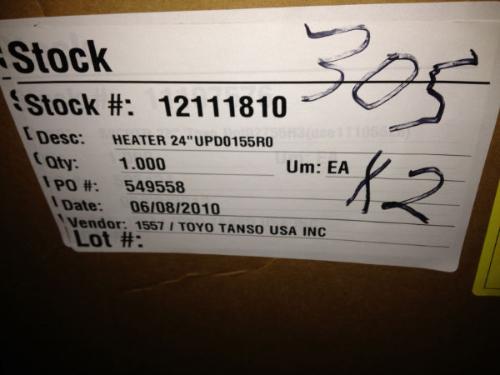 Stock
305
Stock #: 12111810
Desc: HEATER 24"UPD0155R0
Qty: 1.000 Um: EA
X2
PO #: 549558
Date: 06/08/2010
Vendor: 1557 / TOYO TANSO USA INC
Lot #: